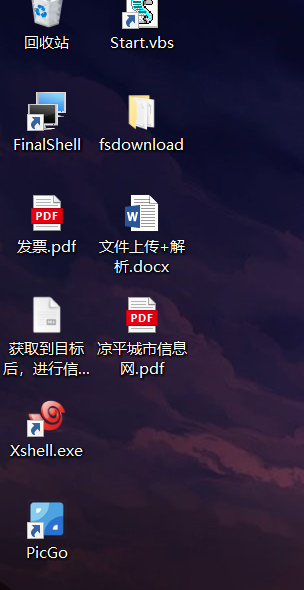 回收站
Start.vbs
FinalShell
fsdownload
PDF
发票.pdf
W
文件上传+解
析.docx
获取到目标
后，进行信...
PDF
凉平城市信息
网.pdf
Xshell.exe
PicGo